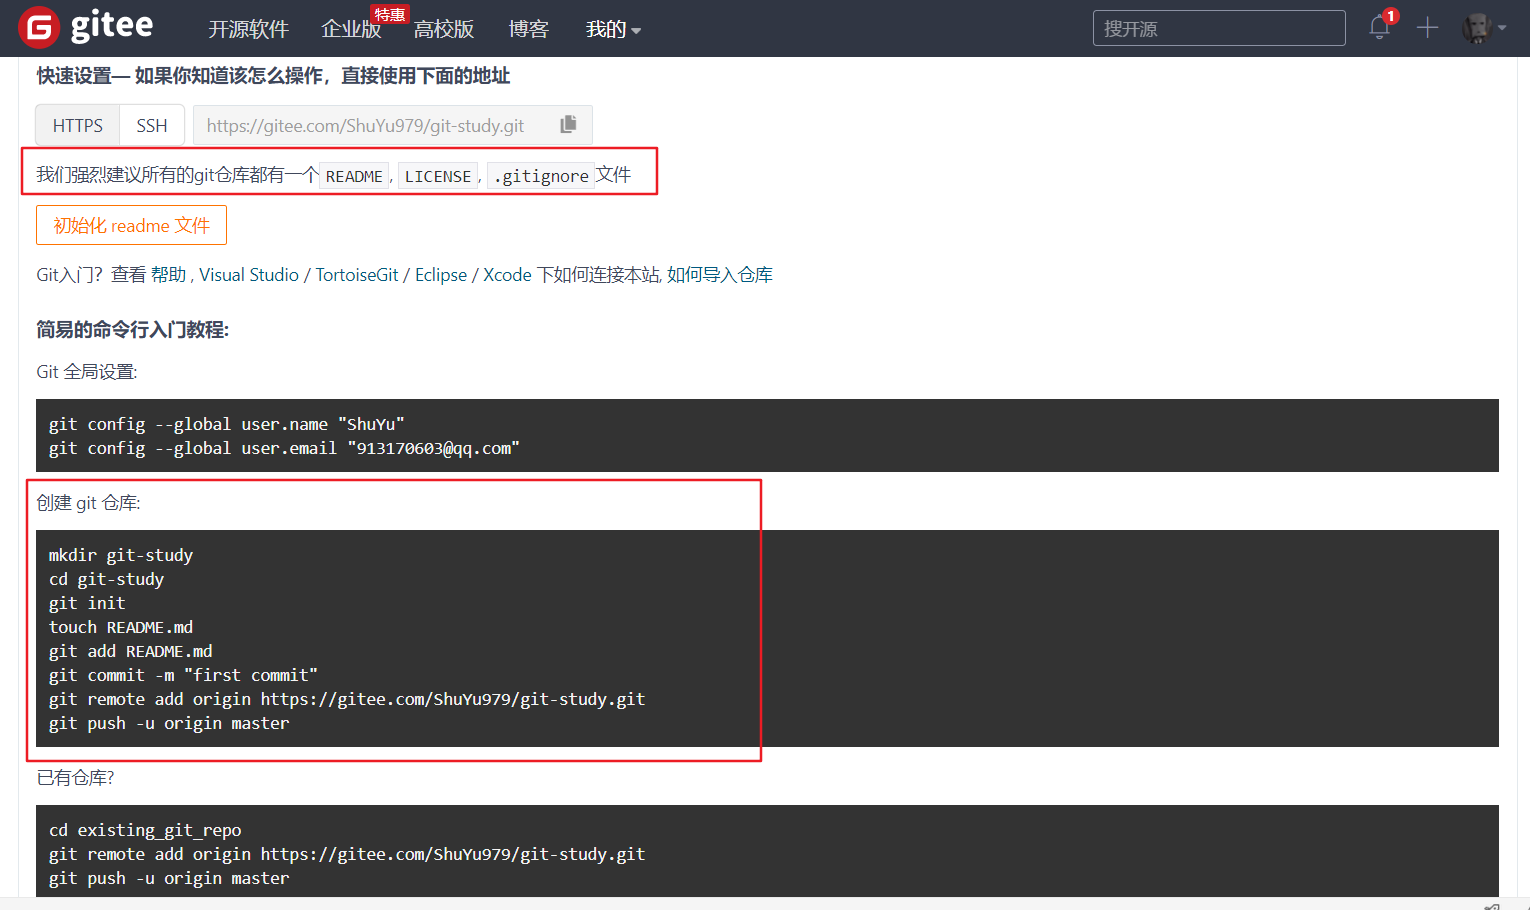 gitee 开源软件 企业版 特惠 高校版 博客 我的 搜开源 1
快速设置— 如果你知道该怎么操作，直接使用下面的地址
HTTPS SSH https://gitee.com/ShuYu979/git-study.git
我们强烈建议所有的git仓库都有一个 README, LICENSE, .gitignore 文件
初始化 readme 文件
Git入门？查看 帮助 , Visual Studio / TortoiseGit / Eclipse / Xcode 下如何连接本站, 如何导入仓库
简易的命令行入门教程:
Git 全局设置:
git config --global user.name "ShuYu"
git config --global user.email "913170603@qq.com"
创建 git 仓库:
mkdir git-study
cd git-study
git init
touch README.md
git add README.md
git commit -m "first commit"
git remote add origin https://gitee.com/ShuYu979/git-study.git
git push -u origin master
已有仓库?
cd existing_git_repo
git remote add origin https://gitee.com/ShuYu979/git-study.git
git push -u origin master